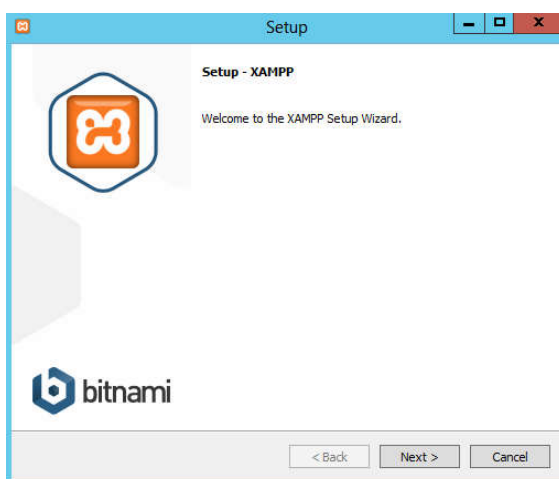 Setup
Setup - XAMPP
Welcome to the XAMPP Setup Wizard.
bitnami
< Back
Next >
Cancel